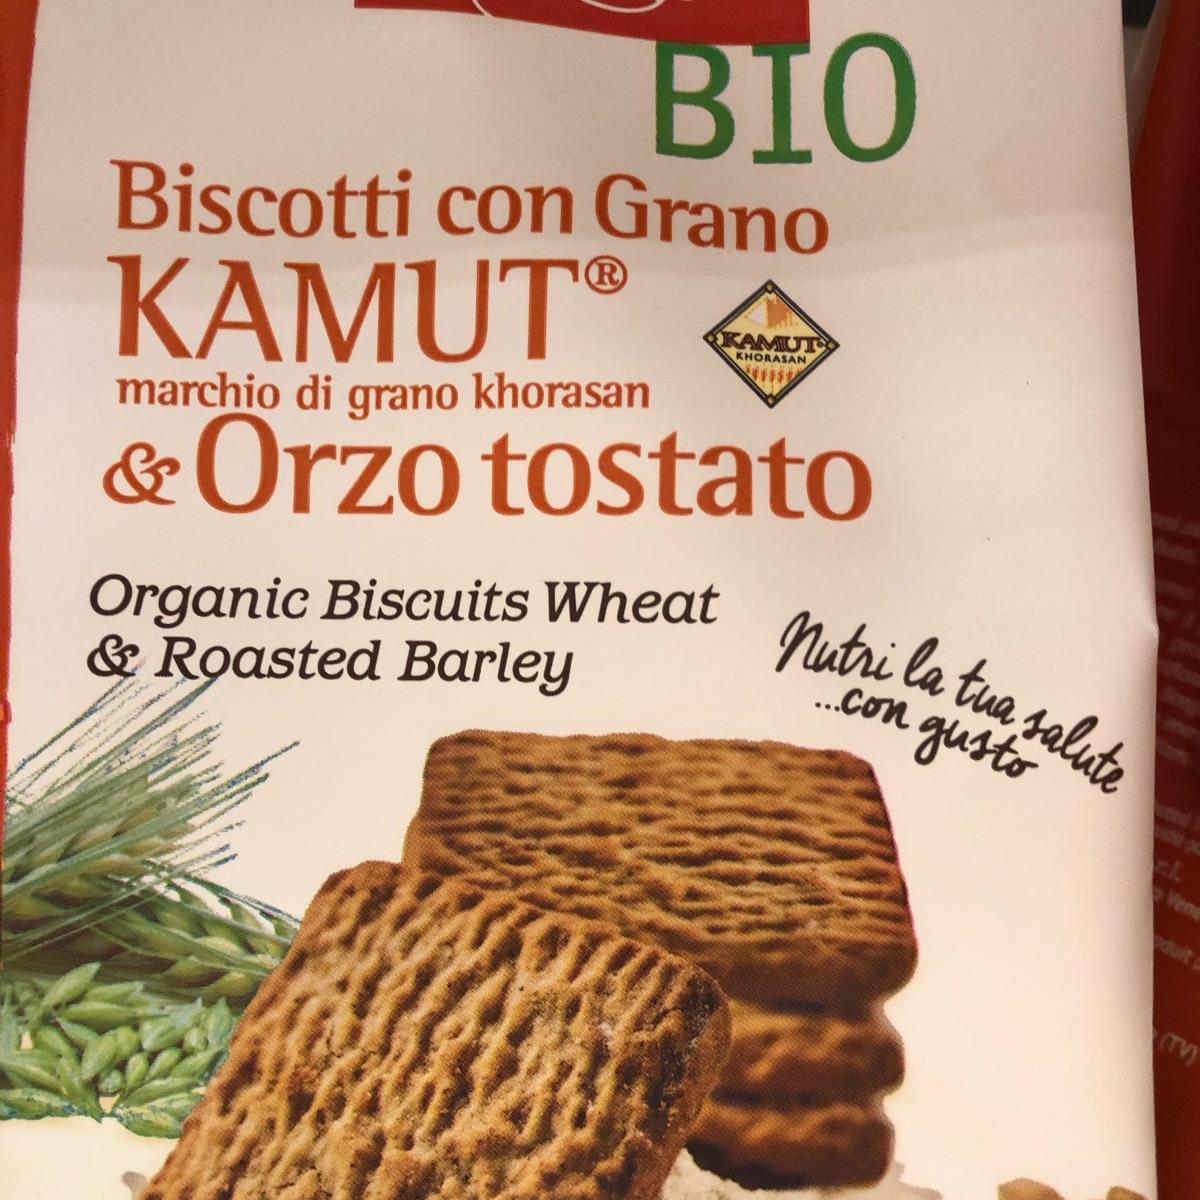 BIO
Biscotti con Grano
KAMUT®
KAMUT®
KHORASAN
marchio di grano khorasan
& Orzo tostato
Organic Biscuits Wheat
& Roasted Barley
Nutri la tua salute
...con gusto
r.l.
(TV)